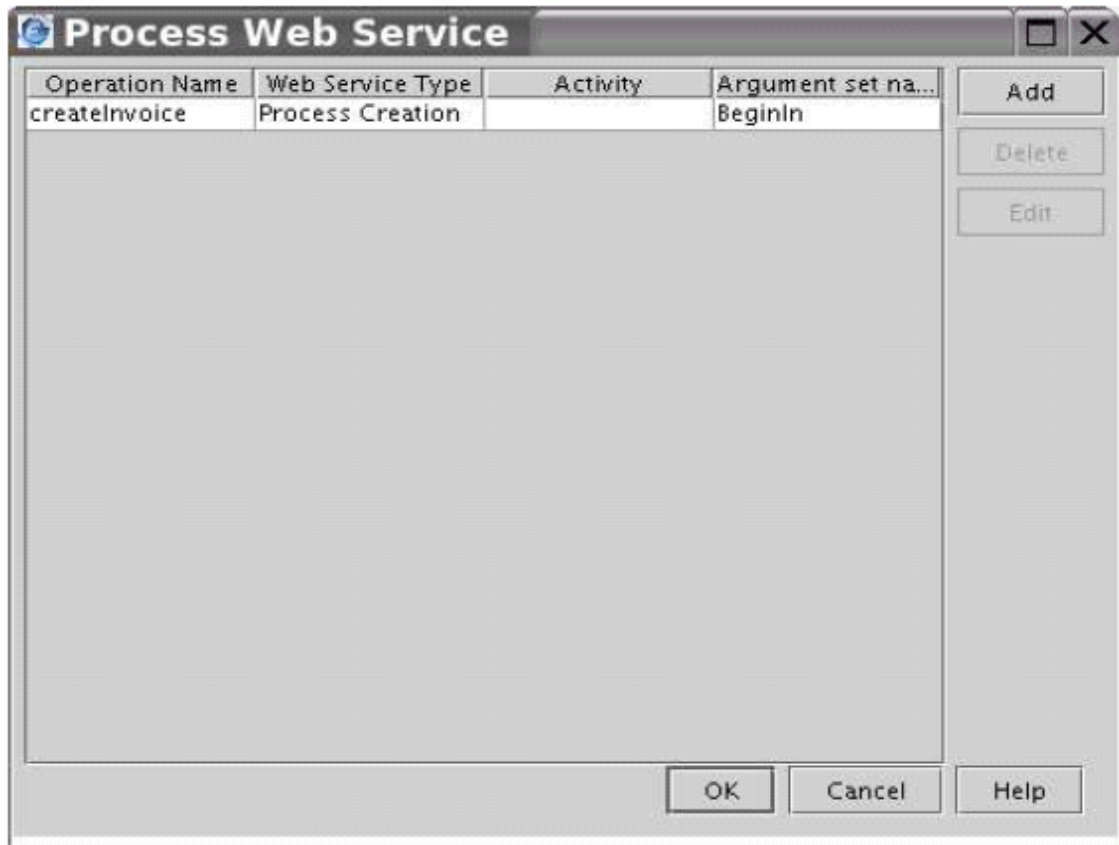 Process Web Service
Operation Name Web Service Type Activity Argument set na...
createInvoice Process Creation BeginIn
Add
Delete
Edit
OK Cancel Help